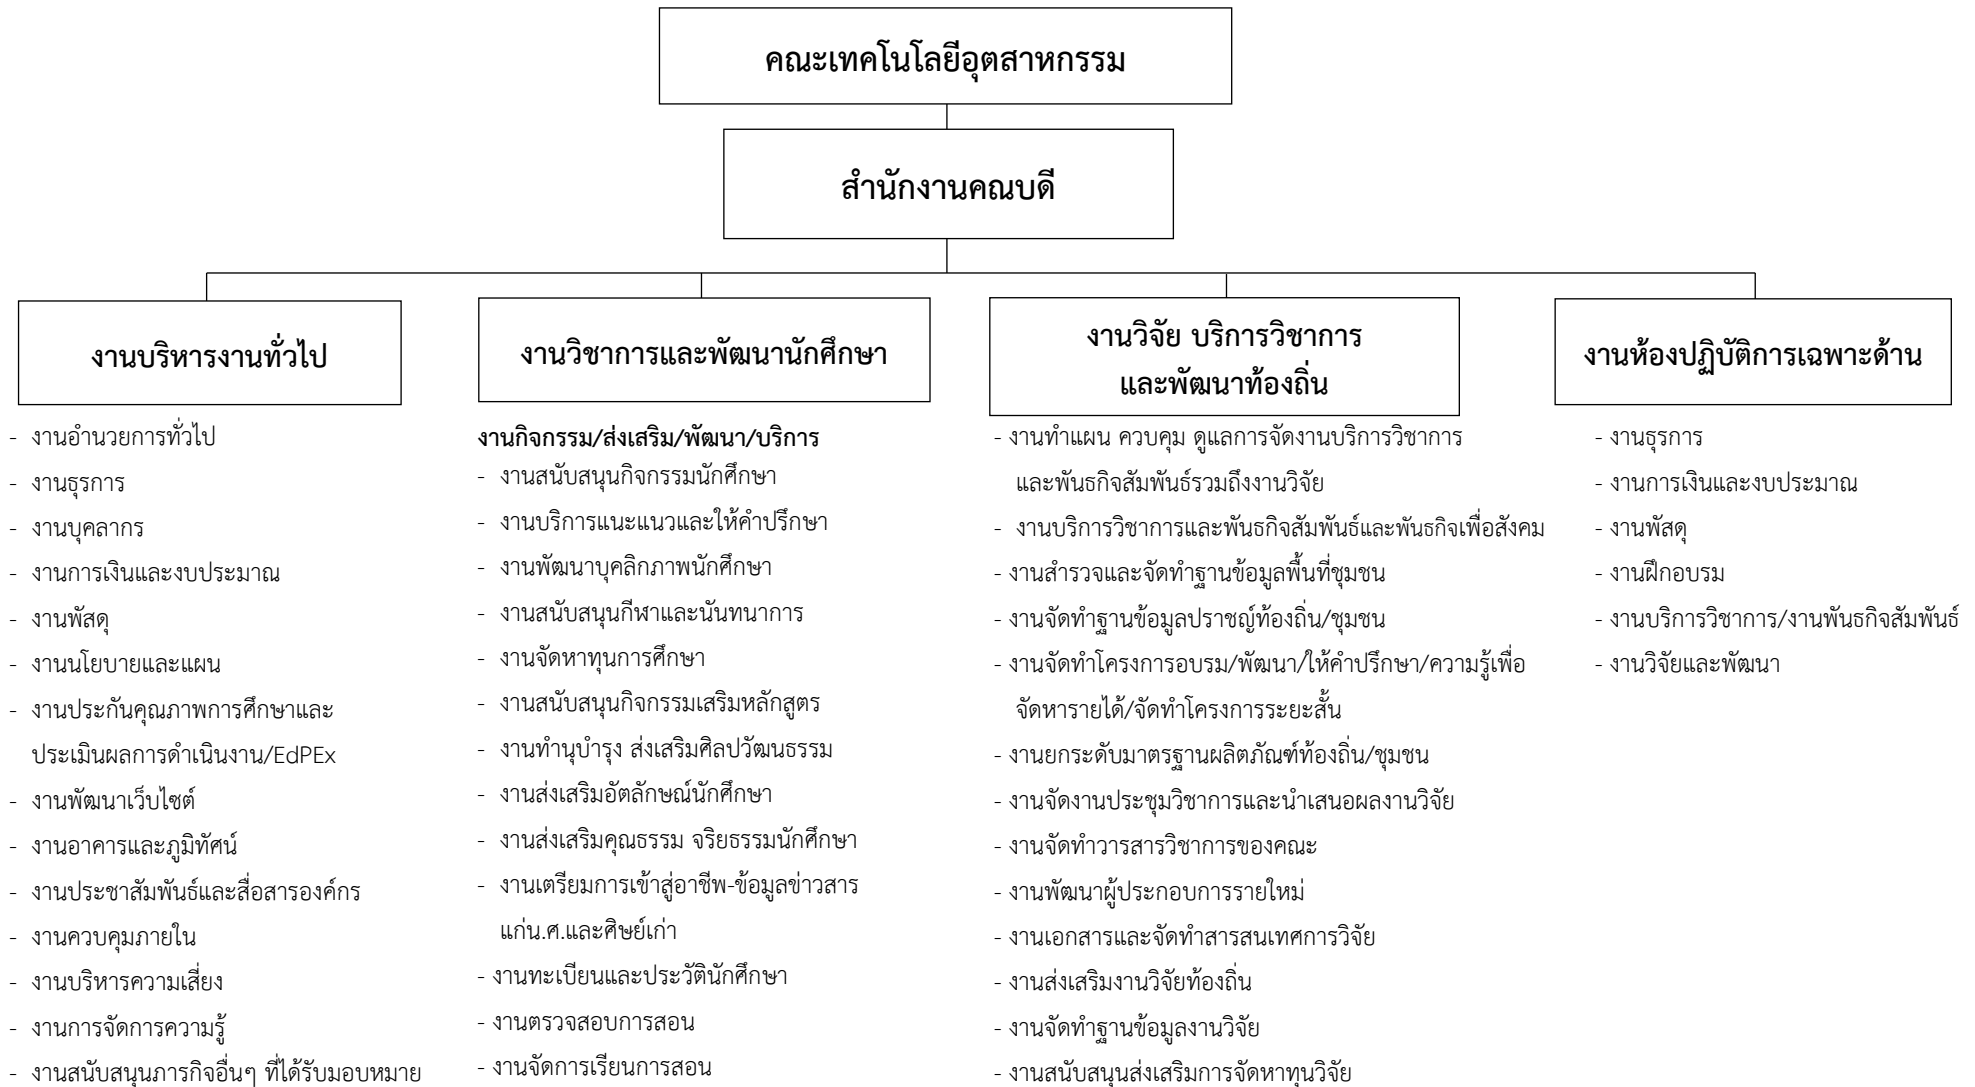 คณะเทคโนโลยีอุตสาหกรรม
สำนักงานคณบดี
งานบริหารงานทั่วไป
- งานอำนวยการทั่วไป
- งานธุรการ
- งานบุคลากร
- งานการเงินและงบประมาณ
- งานพัสดุ
- งานนโยบายและแผน
- งานประกันคุณภาพการศึกษาและ
ประเมินผลการดำเนินงาน/EdPEx
- งานพัฒนาเว็บไซต์
- งานอาคารและภูมิทัศน์
- งานประชาสัมพันธ์และสื่อสารองค์กร
- งานควบคุมภายใน
- งานบริหารความเสี่ยง
- งานการจัดการความรู้
- งานสนับสนุนภารกิจอื่นๆ ที่ได้รับมอบหมาย
งานวิชาการและพัฒนานักศึกษา
งานกิจกรรม/ส่งเสริม/พัฒนา/บริการ
- งานสนับสนุนกิจกรรมนักศึกษา
- งานบริการแนะแนวและให้คำปรึกษา
- งานพัฒนาบุคลิกภาพนักศึกษา
- งานสนับสนุนกีฬาและนันทนาการ
- งานจัดหาทุนการศึกษา
- งานสนับสนุนกิจกรรมเสริมหลักสูตร
- งานทำนุบำรุง ส่งเสริมศิลปวัฒนธรรม
- งานส่งเสริมอัตลักษณ์นักศึกษา
- งานส่งเสริมคุณธรรม จริยธรรมนักศึกษา
- งานเตรียมการเข้าสู่อาชีพ-ข้อมูลข่าวสาร
แก่น.ศ.และศิษย์เก่า
- งานทะเบียนและประวัตินักศึกษา
- งานตรวจสอบการสอน
- งานจัดการเรียนการสอน
งานวิจัย บริการวิชาการ
และพัฒนาท้องถิ่น
- งานทำแผน ควบคุม ดูแลการจัดงานบริการวิชาการ
และพันธกิจสัมพันธ์รวมถึงงานวิจัย
- งานบริการวิชาการและพันธกิจสัมพันธ์และพันธกิจเพื่อสังคม
- งานสำรวจและจัดทำฐานข้อมูลพื้นที่ชุมชน
- งานจัดทำฐานข้อมูลปราชญ์ท้องถิ่น/ชุมชน
- งานจัดทำโครงการอบรม/พัฒนา/ให้คำปรึกษา/ความรู้เพื่อ
จัดหารายได้/จัดทำโครงการระยะสั้น
- งานยกระดับมาตรฐานผลิตภัณฑ์ท้องถิ่น/ชุมชน
- งานจัดงานประชุมวิชาการและนำเสนอผลงานวิจัย
- งานจัดทำวารสารวิชาการของคณะ
- งานพัฒนาผู้ประกอบการรายใหม่
- งานเอกสารและจัดทำสารสนเทศการวิจัย
- งานส่งเสริมงานวิจัยท้องถิ่น
- งานจัดทำฐานข้อมูลงานวิจัย
- งานสนับสนุนส่งเสริมการจัดหาทุนวิจัย
งานห้องปฏิบัติการเฉพาะด้าน
- งานธุรการ
- งานการเงินและงบประมาณ
- งานพัสดุ
- งานฝึกอบรม
- งานบริการวิชาการ/งานพันธกิจสัมพันธ์
- งานวิจัยและพัฒนา